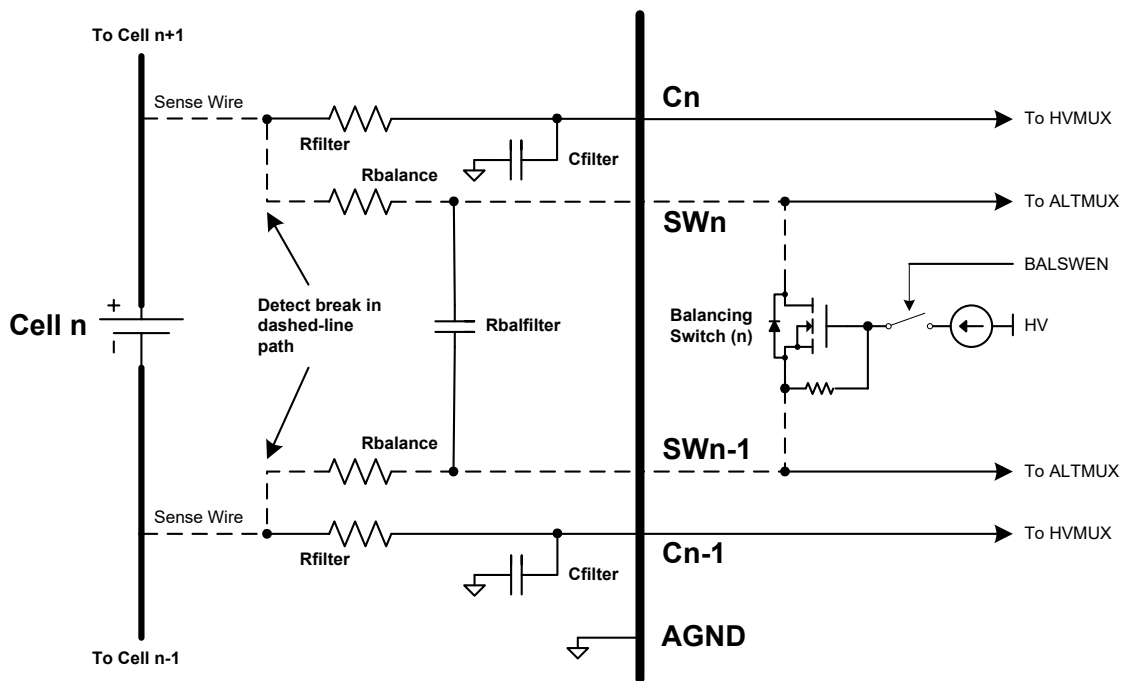 To Cell n+1
Sense Wire
Rfilter
Cfilter
Cn
To HVMUX
Rbalance
SWn
To ALTMUX
BALSWEN
+
Cell n
–
Detect break in
dashed-line
path
Rbalfilter
Balancing
Switch (n)
HV
Rbalance
SWn-1
To ALTMUX
Sense Wire
Rfilter
Cfilter
Cn-1
To HVMUX
AGND
To Cell n-1